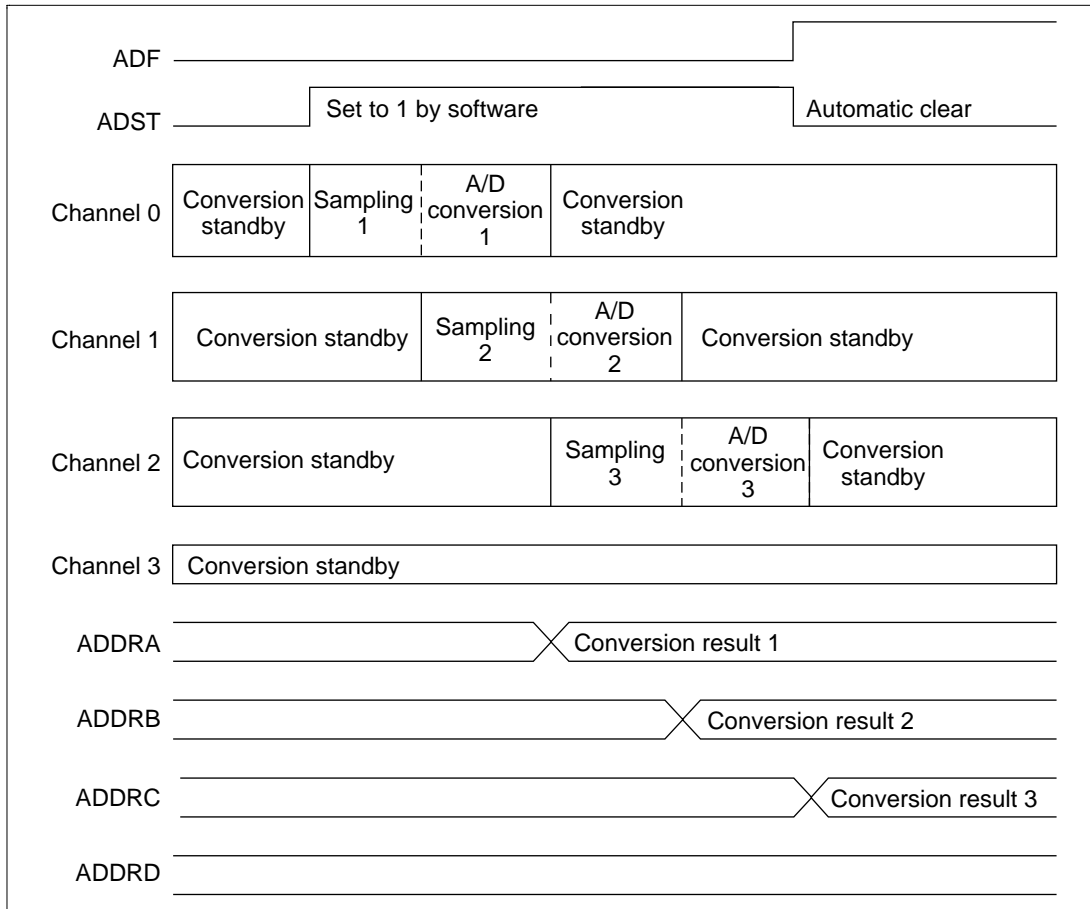 ADF
ADST
Set to 1 by software
Automatic clear
Channel 0
Conversion
standby
Sampling
1
A/D
conversion
1
Conversion
standby
Channel 1
Conversion standby
Sampling
2
A/D
conversion
2
Conversion standby
Channel 2
Conversion standby
Sampling
3
A/D
conversion
3
Conversion
standby
Channel 3
Conversion standby
ADDRA
Conversion result 1
ADDRB
Conversion result 2
ADDRC
Conversion result 3
ADDRD